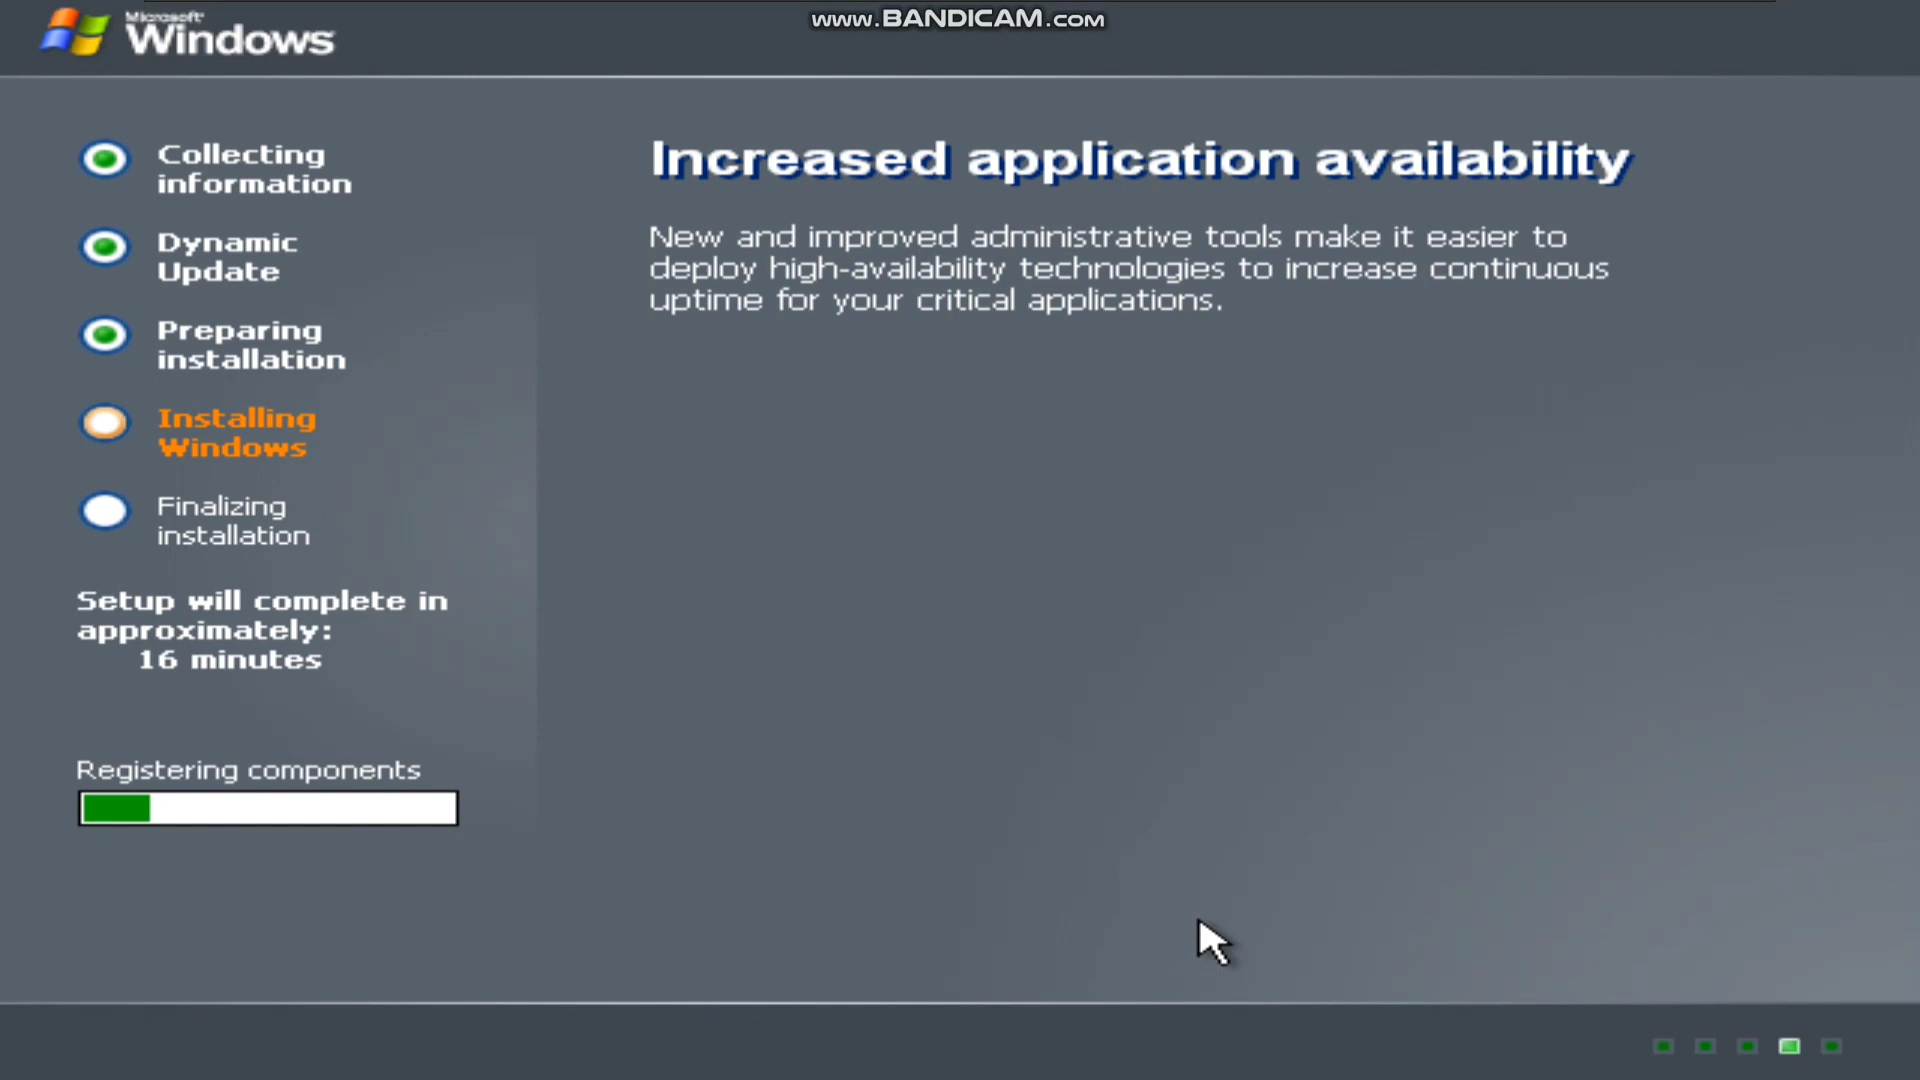 www.BANDICAM.com
Microsoft
Windows
Collecting
information
Dynamic
Update
Preparing
installation
Installing
Windows
Finalizing
installation
Setup will complete in
approximately:
16 minutes
Registering components
Increased application availability
New and improved administrative tools make it easier to
deploy high-availability technologies to increase continuous
uptime for your critical applications.